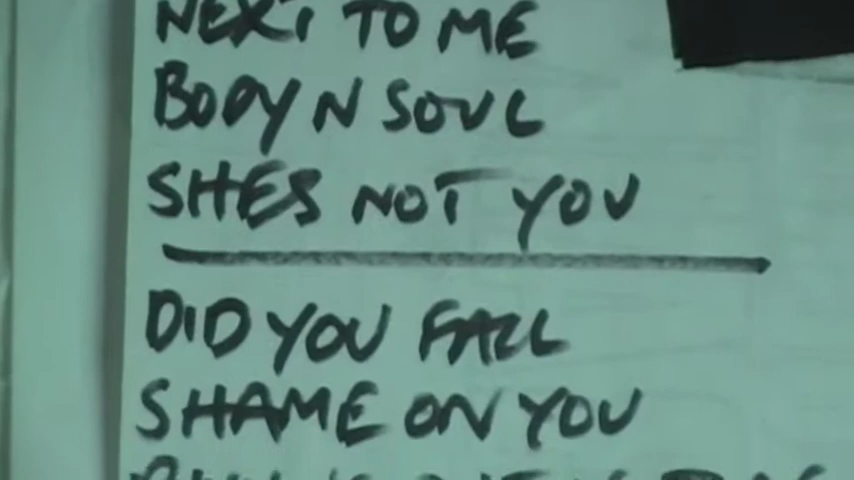 NEXT TO ME
BODY N SOUL
SHES NOT YOU
DID YOU FALL
SHAME ON YOU